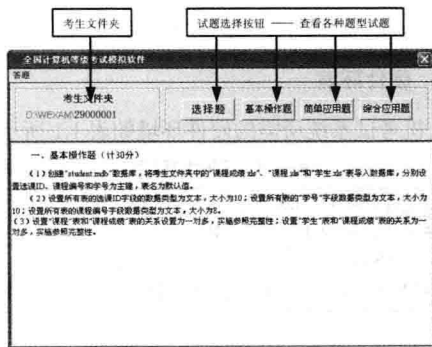 考生文件夹
试题选择按钮 —— 查看各种题型试题
全国计算机等级考试模拟软件
答题
考生文件夹
D:\WEXAM\29000001
选择题
基本操作题
简单应用题
综合应用题
一、基本操作题（计30分）
（1）创建"student.mdb"数据库，将考生文件夹中的"课程成绩.xls"、"课程.xls"和"学生.xls"表导入数据库，分别设
置选课ID、课程编号和学号为主键，表名为默认值。
（2）设置所有表的选课ID字段的数据类型为文本，大小为10；设置所有表的"学号"字段数据类型为文本，大小为
10；设置所有表的课程编号字段数据类型为文本，大小为8。
（3）设置"课程"表和"课程成绩"表的关系设置为一对多，实施参照完整性；设置"学生"表和"课程成绩"表的关系为一
对多，实施参照完整性。